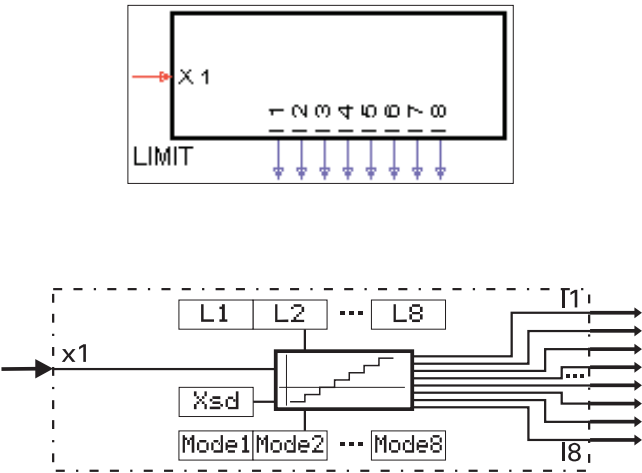 X 1
1 2 3 4 5 6 7 8
LIMIT
l1
L1 L2 ... L8
x1
...
Xsd
Mode1 Mode2 ... Mode8
l8